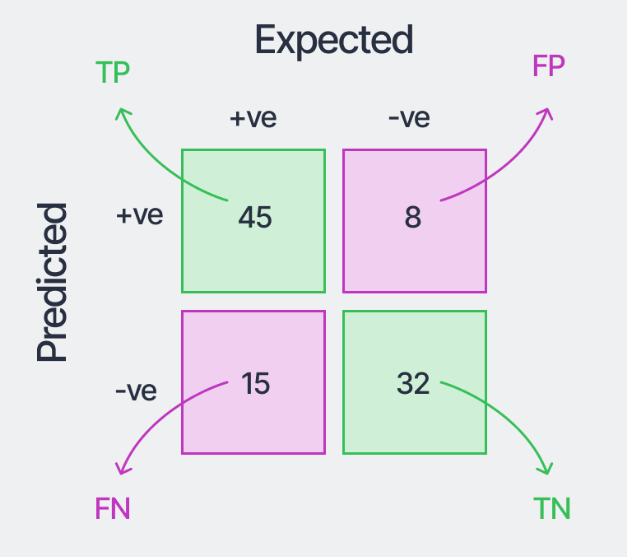 Expected
TP
FP
+ve
-ve
Predicted
+ve
45
8
-ve
15
32
FN
TN